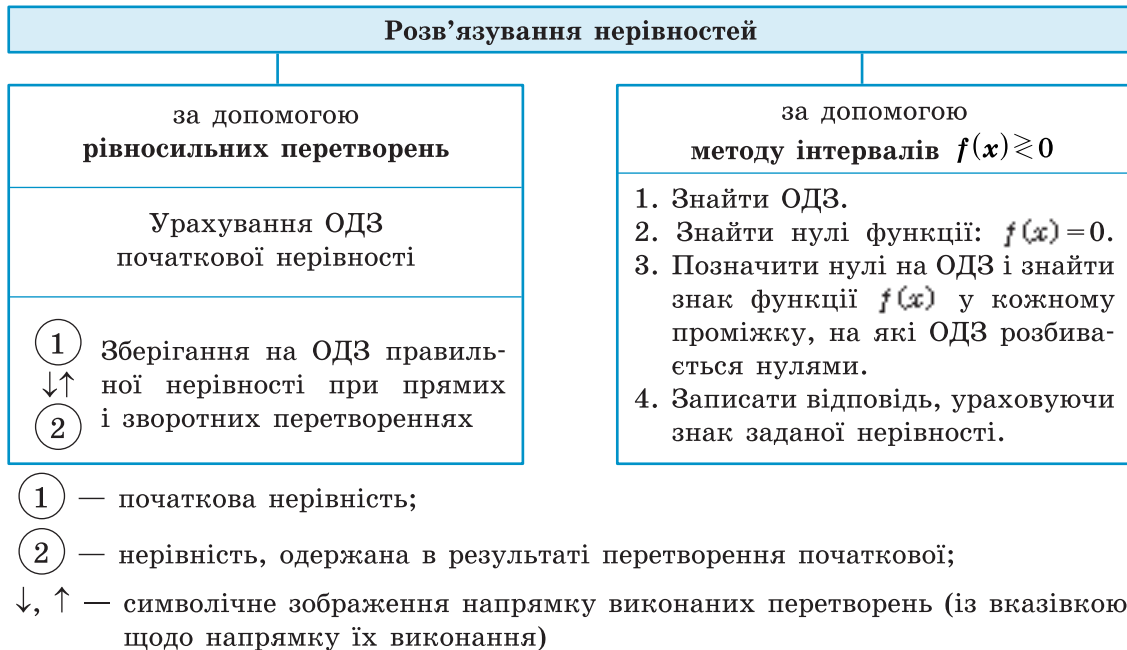 Розв’язування нерівностей
за допомогою
рівносильних перетворень
Урахування ОДЗ
початкової нерівності
1
↓↑
2
Зберігання на ОДЗ правиль-
ної нерівності при прямих
і зворотних перетвореннях
за допомогою
методу інтервалів f(x)≷0
1. Знайти ОДЗ.
2. Знайти нулі функції: f(x)=0.
3. Позначити нулі на ОДЗ і знайти
знак функції f(x) у кожному
проміжку, на які ОДЗ розбива-
ється нулями.
4. Записати відповідь, ураховуючи
знак заданої нерівності.
1 — початкова нерівність;
2 — нерівність, одержана в результаті перетворення початкової;
↓, ↑ — символічне зображення напрямку виконаних перетворень (із вказівкою
щодо напрямку їх виконання)